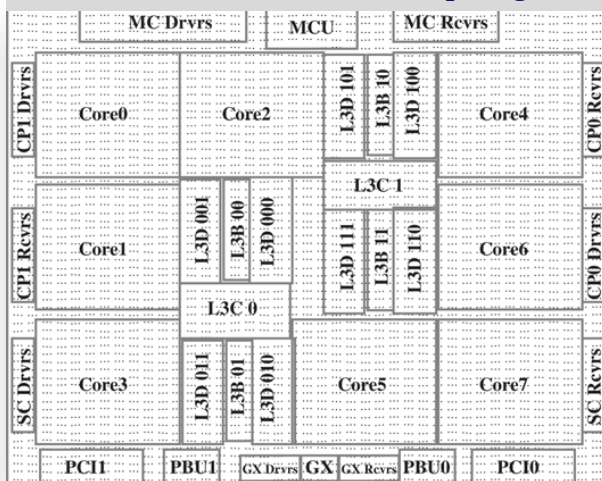 MC Drvrs
MCU
MC Rcvrs
CP1 Drvrs
Core0
Core2
L3D 101
L3B 10
L3D 100
Core4
CP0 Rcvrs
L3C 1
CP1 Rcvrs
Core1
L3D 001
L3B 00
L3D 000
L3D 111
L3B 11
L3D 110
Core6
CP0 Drvrs
L3C 0
SC Drvrs
Core3
L3D 011
L3B 01
L3D 010
Core5
Core7
SC Rcvrs
PCI1
PBU1
GX Drvrs
GX
GX Rcvrs
PBU0
PCI0